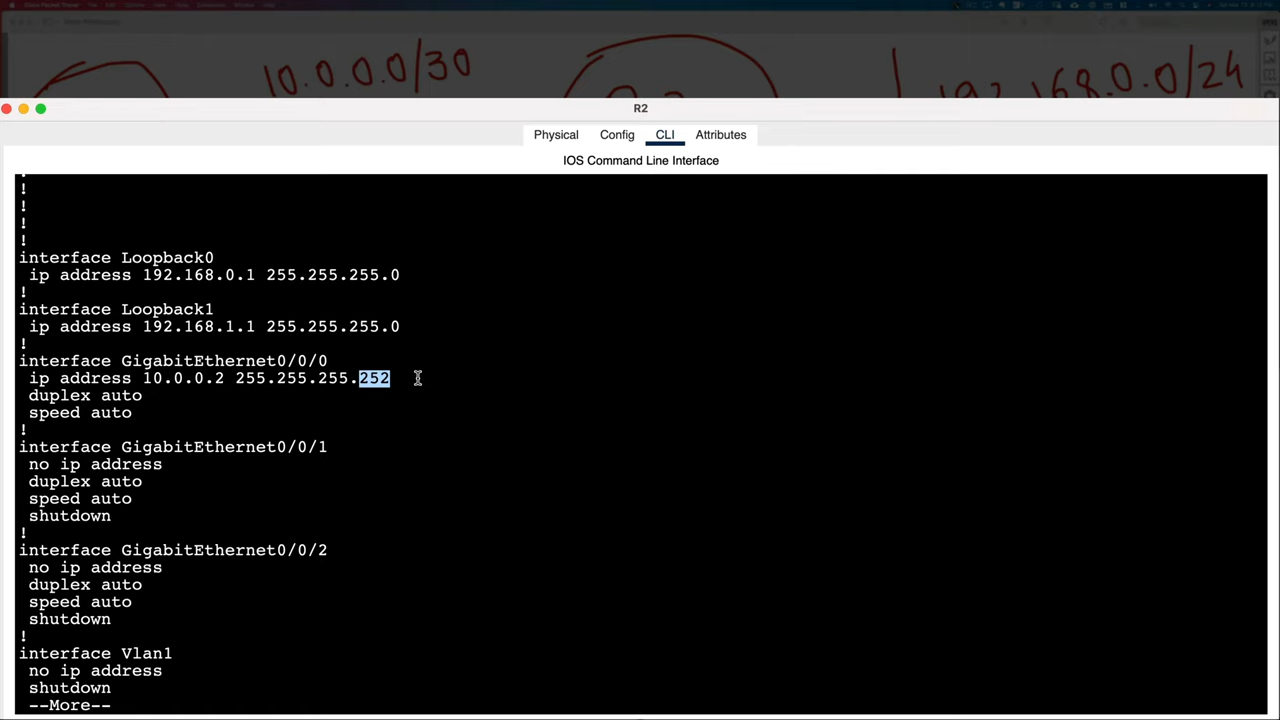 10.0.0.0/30
192.168.0.0/24
R2
Physical Config CLI Attributes
IOS Command Line Interface
!
!
!
!
!
interface Loopback0
ip address 192.168.0.1 255.255.255.0
!
interface Loopback1
ip address 192.168.1.1 255.255.255.0
!
interface GigabitEthernet0/0/0
ip address 10.0.0.2 255.255.255.252
duplex auto
speed auto
!
interface GigabitEthernet0/0/1
no ip address
duplex auto
speed auto
shutdown
!
interface GigabitEthernet0/0/2
no ip address
duplex auto
speed auto
shutdown
!
interface Vlan1
no ip address
shutdown
--More--